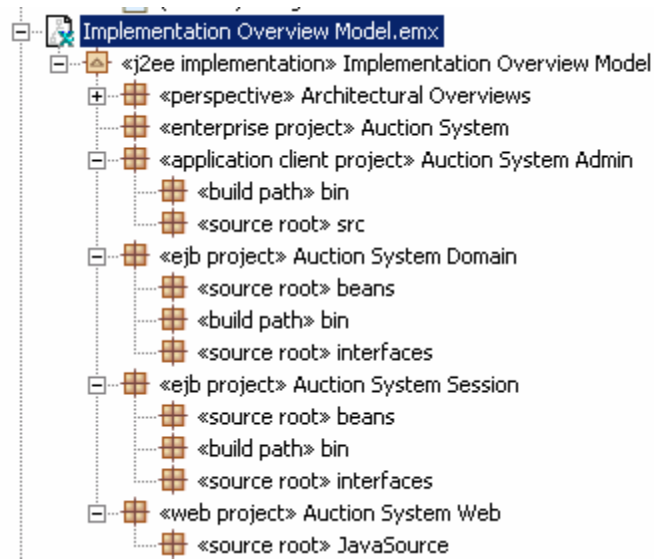 Implementation Overview Model.emx
«j2ee implementation» Implementation Overview Model
«perspective» Architectural Overviews
«enterprise project» Auction System
«application client project» Auction System Admin
«build path» bin
«source root» src
«ejb project» Auction System Domain
«source root» beans
«build path» bin
«source root» interfaces
«ejb project» Auction System Session
«source root» beans
«build path» bin
«source root» interfaces
«web project» Auction System Web
«source root» JavaSource